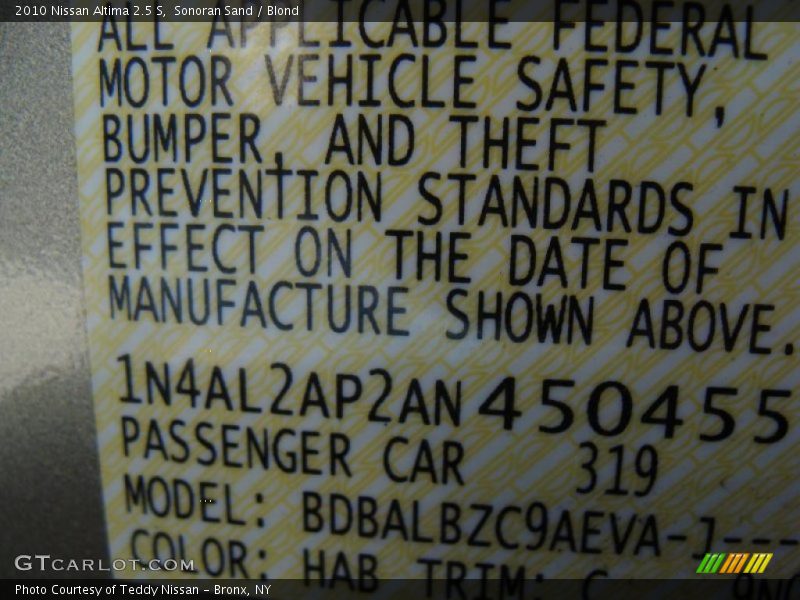 2010 Nissan Altima 2.5 S, Sonoran Sand / Blond
ALL APPLICABLE FEDERAL
MOTOR VEHICLE SAFETY,
BUMPER, AND THEFT
PREVENTION STANDARDS IN
EFFECT ON THE DATE OF
MANUFACTURE SHOWN ABOVE.
1N4AL2AP2AN450455
PASSENGER CAR 319
MODEL: BDBALBZC9AEVA-J----
COLOR: HAB TRIM: G
GTCARLOT.COM
Photo Courtesy of Teddy Nissan - Bronx, NY